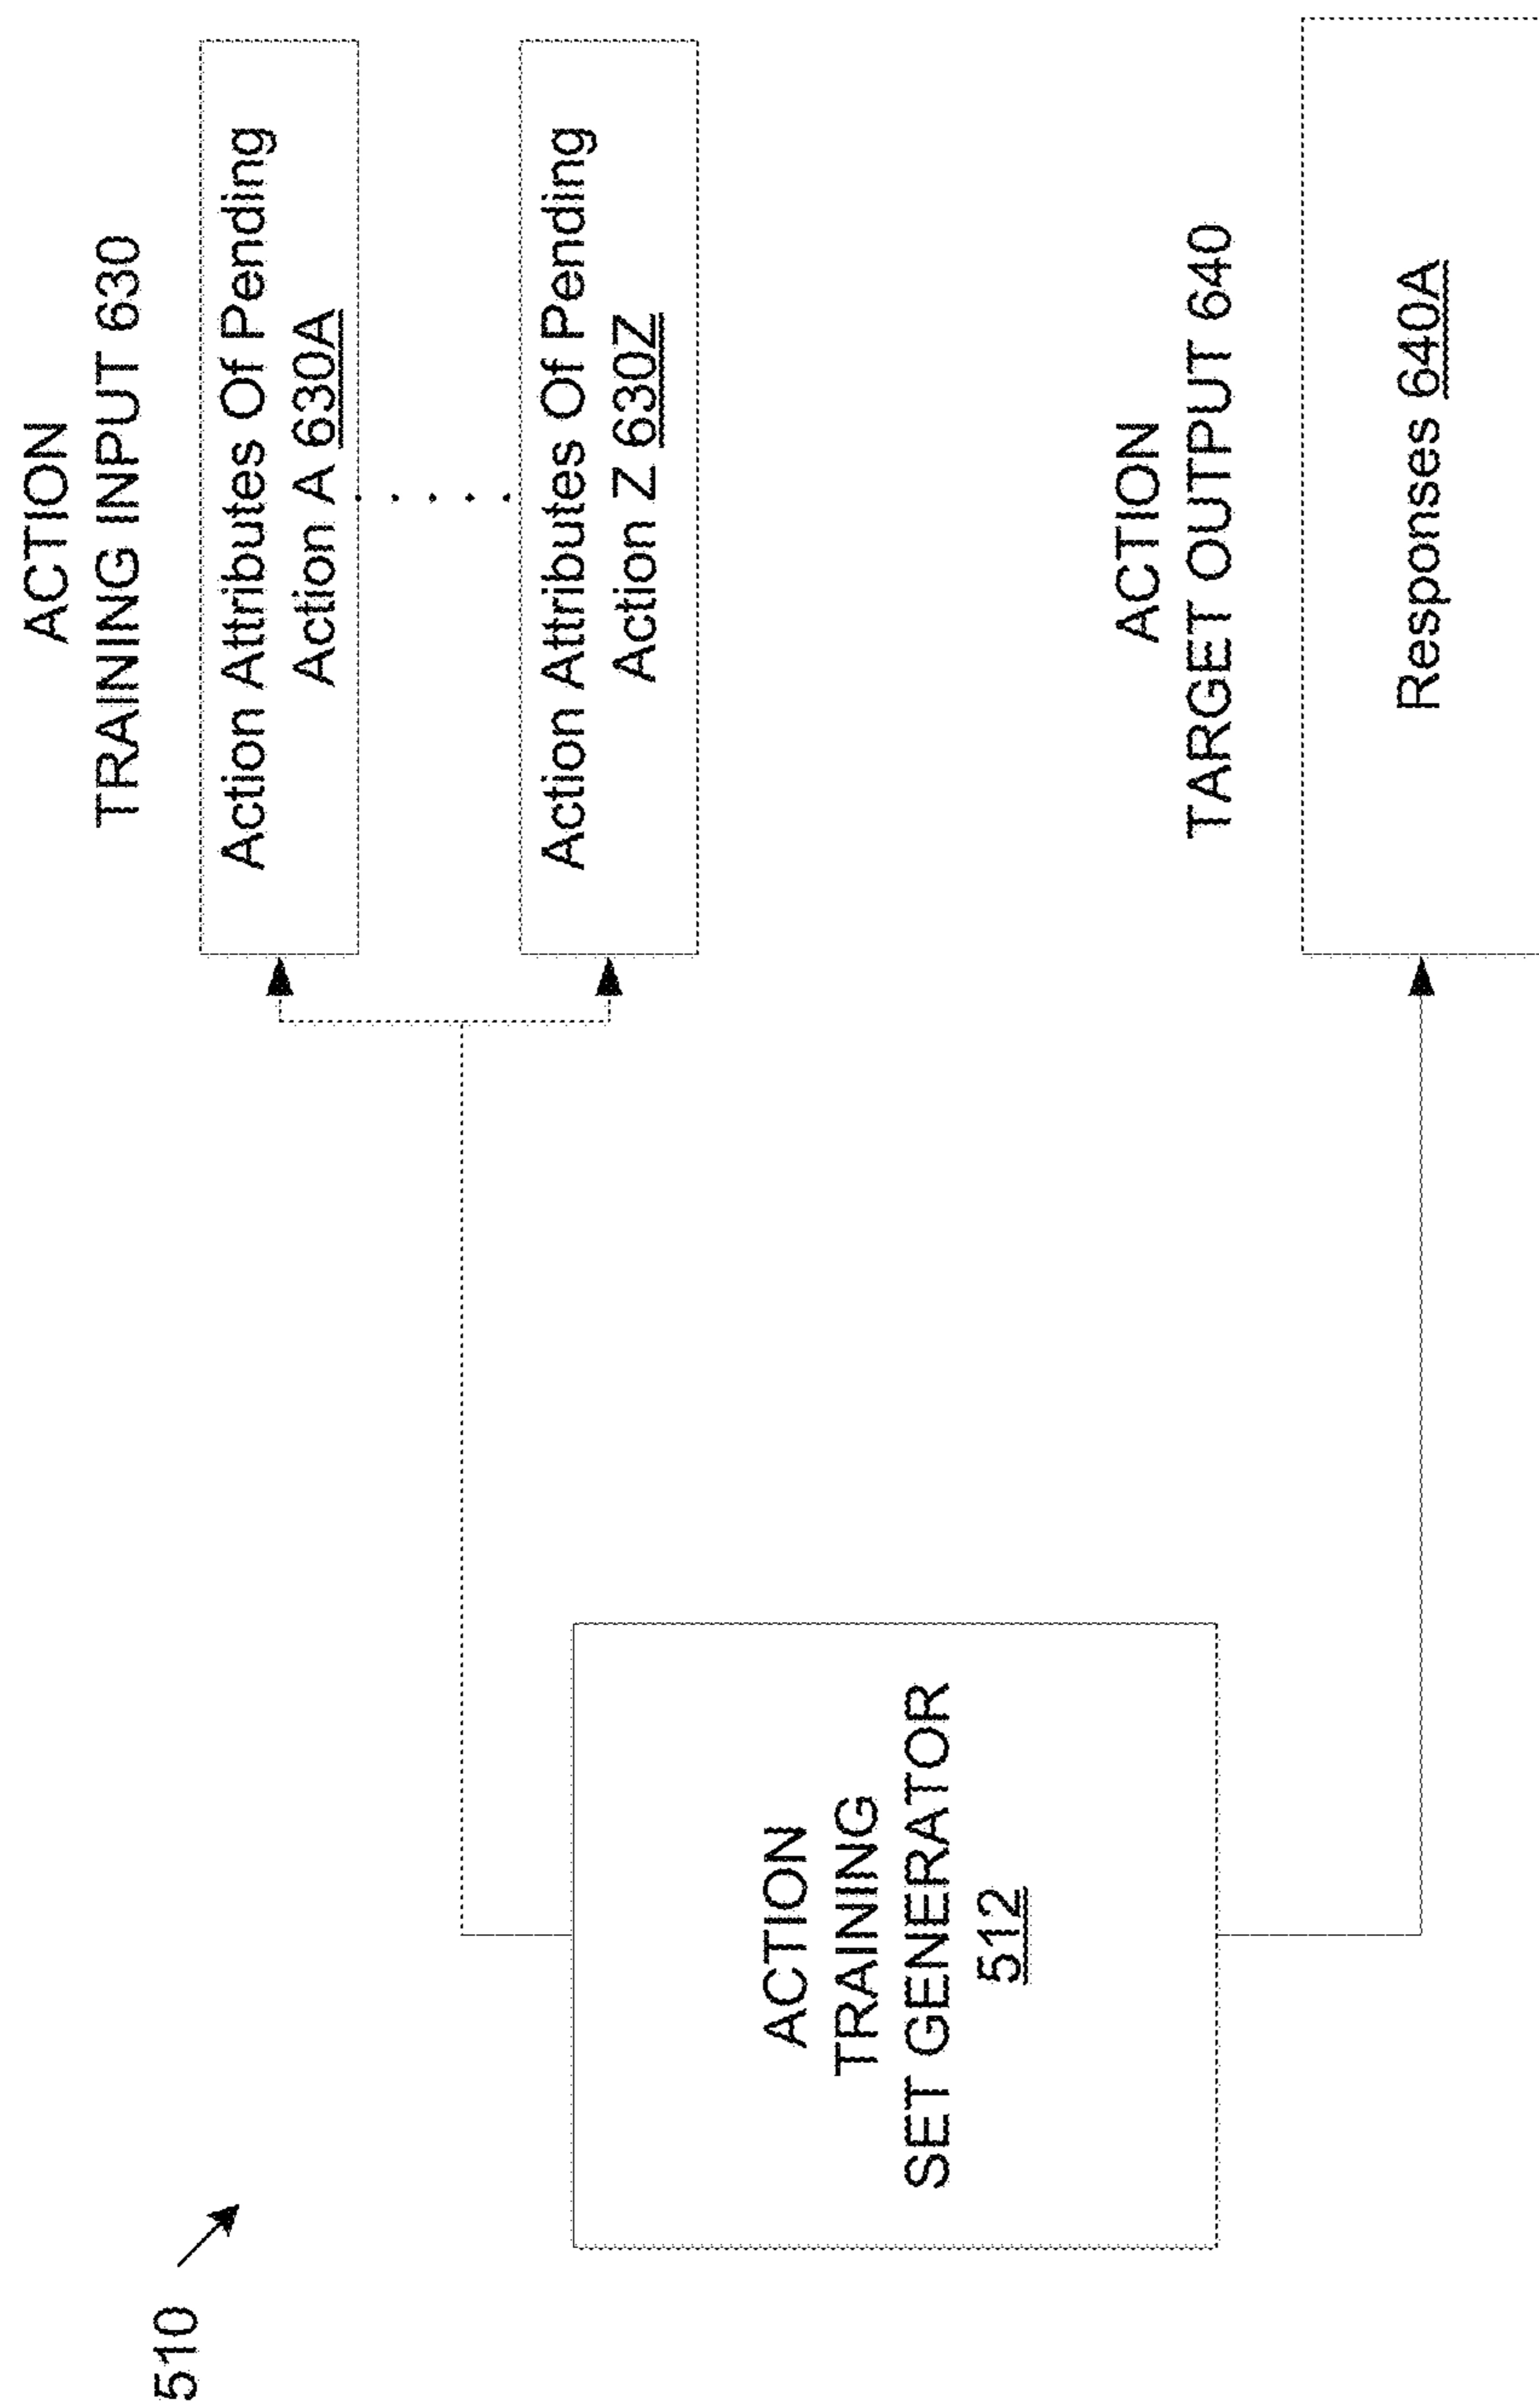 510
ACTION
TRAINING
SET GENERATOR
512
ACTION
TRAINING INPUT 630
Action Attributes Of Pending
Action A 630A
Action Attributes Of Pending
Action Z 630Z
ACTION
TARGET OUTPUT 640
Responses 640A